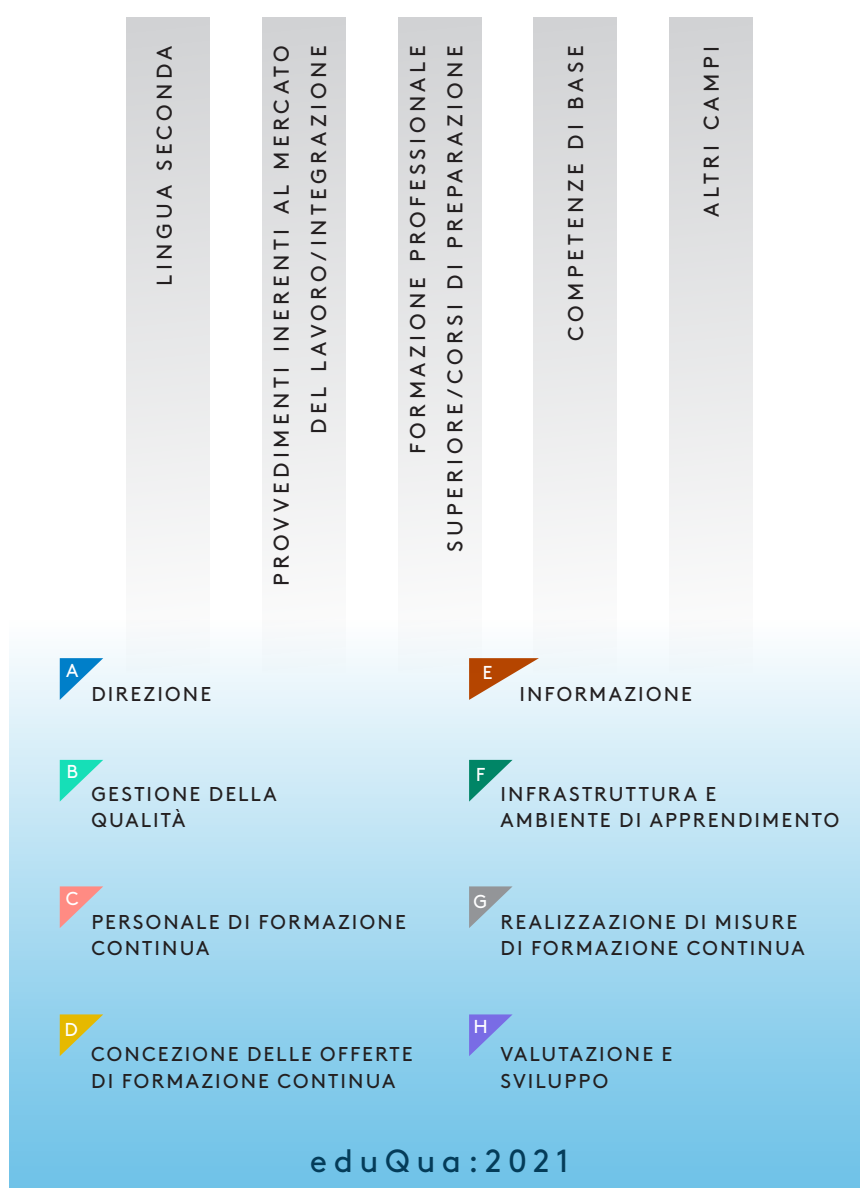 LINGUA SECONDA
PROVVEDIMENTI INERENTI AL MERCATO
DEL LAVORO/INTEGRAZIONE
FORMAZIONE PROFESSIONALE
SUPERIORE/CORSI DI PREPARAZIONE
COMPETENZE DI BASE
ALTRI CAMPI
A
DIREZIONE
B
GESTIONE DELLA
QUALITÀ
C
PERSONALE DI FORMAZIONE
CONTINUA
D
CONCEZIONE DELLE OFFERTE
DI FORMAZIONE CONTINUA
E
INFORMAZIONE
F
INFRASTRUTTURA E
AMBIENTE DI APPRENDIMENTO
G
REALIZZAZIONE DI MISURE
DI FORMAZIONE CONTINUA
H
VALUTAZIONE E
SVILUPPO
eduQua:2021